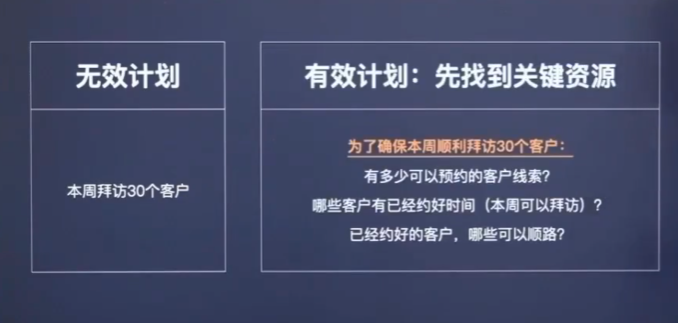 无效计划
有效计划：先找到关键资源
本周拜访30个客户
为了确保本周顺利拜访30个客户：
有多少可以预约的客户线索？
哪些客户有已经约好时间（本周可以拜访）？
已经约好的客户，哪些可以顺路？